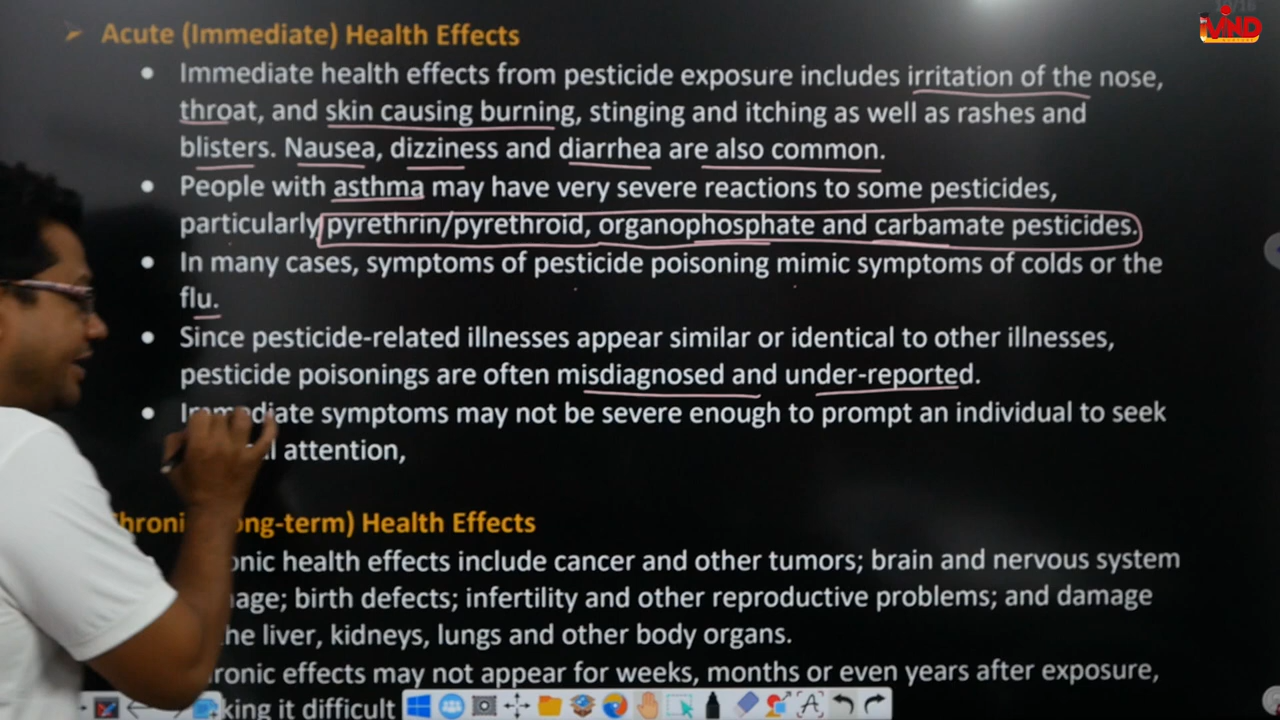 Acute (Immediate) Health Effects
Immediate health effects from pesticide exposure includes irritation of the nose,
throat, and skin causing burning, stinging and itching as well as rashes and
blisters. Nausea, dizziness and diarrhea are also common.
People with asthma may have very severe reactions to some pesticides,
particularly pyrethrin/pyrethroid, organophosphate and carbamate pesticides.
In many cases, symptoms of pesticide poisoning mimic symptoms of colds or the
flu.
Since pesticide-related illnesses appear similar or identical to other illnesses,
pesticide poisonings are often misdiagnosed and under-reported.
Immediate symptoms may not be severe enough to prompt an individual to seek
attention,
Health Effects
health effects include cancer and other tumors; brain and nervous system
birth defects; infertility and other reproductive problems; and damage
liver, kidneys, lungs and other body organs.
effects may not appear for weeks, months or even years after exposure,
it difficult